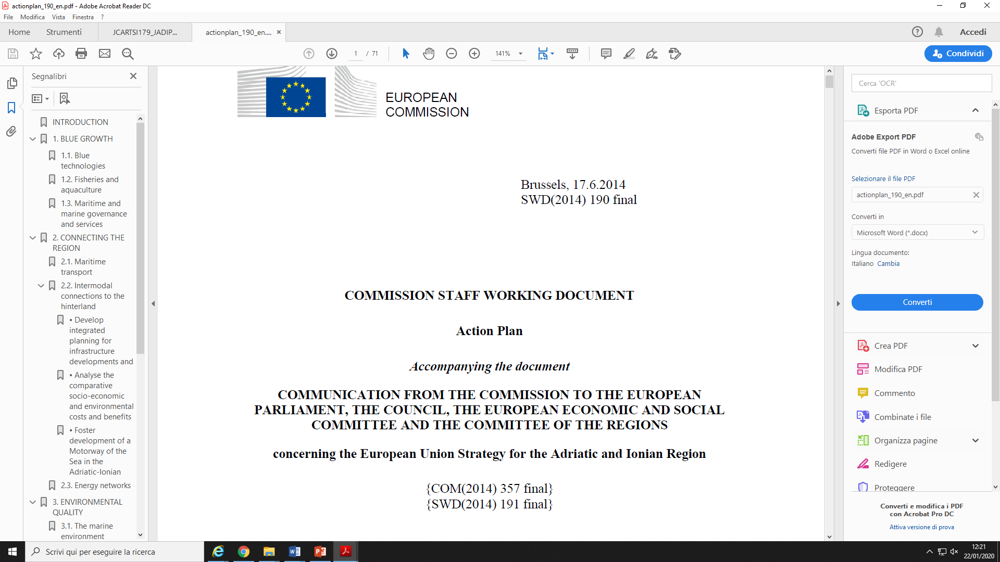 actionplan_190_en.pdf - Adobe Acrobat Reader DC
File Modifica Vista Finestra ?
Home Strumenti JCARTSI179_JADIP... actionplan_190_en.... Accedi
1 / 71 141% Condividi
Segnalibri
INTRODUCTION
1. BLUE GROWTH
1.1. Blue
technologies
1.2. Fisheries and
aquaculture
1.3. Maritime and
marine governance
and services
2. CONNECTING THE
REGION
2.1. Maritime
transport
2.2. Intermodal
connections to the
hinterland
• Develop
integrated
planning for
infrastructure
developments and
• Analyse the
comparative
socio-economic
and environmental
costs and benefits
• Foster
development of a
Motorway of the
Sea in the
Adriatic-Ionian
2.3. Energy networks
3. ENVIRONMENTAL
QUALITY
3.1. The marine
environment
EUROPEAN
COMMISSION
Brussels, 17.6.2014
SWD(2014) 190 final
COMMISSION STAFF WORKING DOCUMENT
Action Plan
Accompanying the document
COMMUNICATION FROM THE COMMISSION TO THE EUROPEAN
PARLIAMENT, THE COUNCIL, THE EUROPEAN ECONOMIC AND SOCIAL
COMMITTEE AND THE COMMITTEE OF THE REGIONS
concerning the European Union Strategy for the Adriatic and Ionian Region
{COM(2014) 357 final}
{SWD(2014) 191 final}
Cerca 'OCR'
Esporta PDF
Adobe Export PDF
Converti file PDF in Word o Excel online
Selezionare il file PDF
actionplan_190_en.pdf
Converti in
Microsoft Word (*.docx)
Lingua documento:
Italiano Cambia
Converti
Crea PDF
Modifica PDF
Commento
Combinate i file
Organizza pagine
Redigere
Proteggere
Converti e modifica i PDF
con Acrobat Pro DC
Attiva versione di prova
Scrivi qui per eseguire la ricerca
12:21
22/01/2020